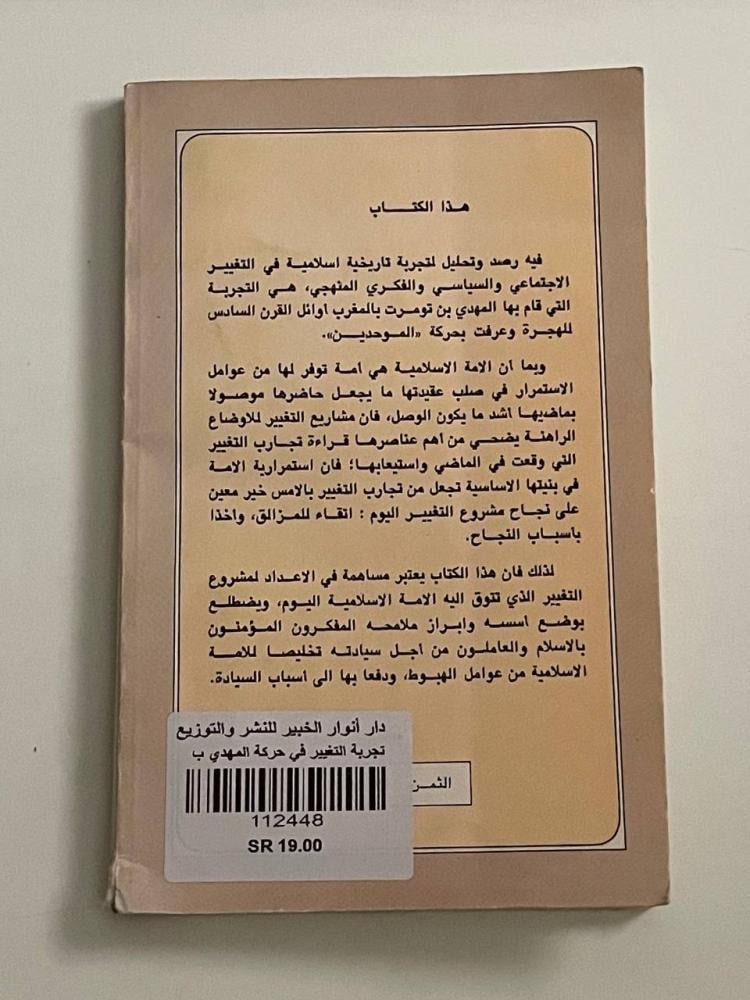 هذا الكتاب
فيه رصد وتحليل لتجربة تاريخية اسلامية في التغيير
الاجتماعي والسياسي والفكري المنهجي، هي التجربة
التي قام بها المهدي بن تومرت بالمغرب أوائل القرن السادس
للهجرة وعرفت بحركة «الموحدين».
وبما أن الامة الاسلامية هي أمة توفر لها من عوامل
الاستمرار في صلب عقيدتها ما يجعل حاضرها موصولا
بماضيها أشد ما يكون الوصل، فان مشاريع التغيير للاوضاع
الراهنة يضحي من اهم عناصرها قراءة تجارب التغيير
التي وقعت في الماضي واستيعابها؛ فان استمرارية الامة
في بنيتها الاساسية تجعل من تجارب التغيير بالامس خير معين
على نجاح مشروع التغيير اليوم : اتقاء للمزالق، واخذا
بأسباب النجاح.
لذلك فان هذا الكتاب يعتبر مساهمة في الاعداد لمشروع
التغيير الذي تتوق اليه الامة الاسلامية اليوم، ويضطلع
بوضع اسسه وابراز ملامحه المفكرون المؤمنون
بالاسلام والعاملون من اجل سيادته تخليصا للامة
الاسلامية من عوامل الهبوط، ودفعا بها الى أسباب السيادة.
الثمن
دار أنوار الخبير للنشر والتوزيع
تجربة التغيير في حركة المهدي ب
112448
SR 19.00